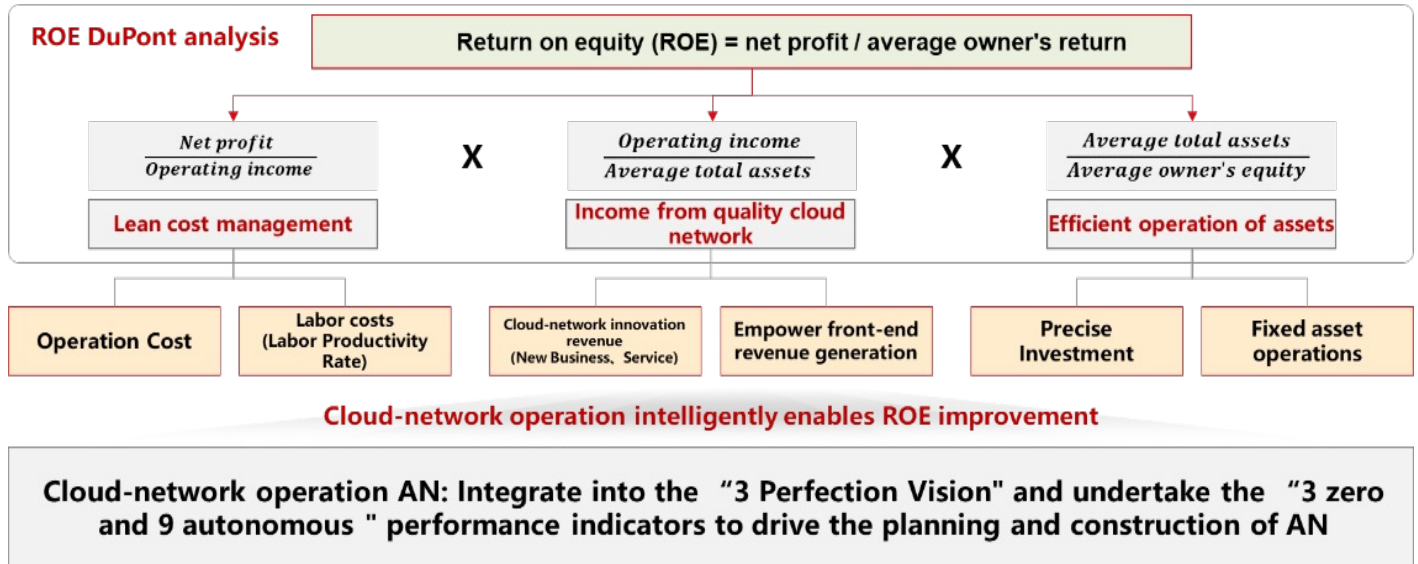 ROE DuPont analysis
Return on equity (ROE) = net profit / average owner's return
Net profit
Operating income
X
Operating income
Average total assets
X
Average total assets
Average owner's equity
Lean cost management
Income from quality cloud
network
Efficient operation of assets
Operation Cost
Labor costs
(Labor Productivity
Rate)
Cloud-network innovation
revenue
(New Business、Service)
Empower front-end
revenue generation
Precise
Investment
Fixed asset
operations
Cloud-network operation intelligently enables ROE improvement
Cloud-network operation AN: Integrate into the “3 Perfection Vision" and undertake the “3 zero
and 9 autonomous " performance indicators to drive the planning and construction of AN